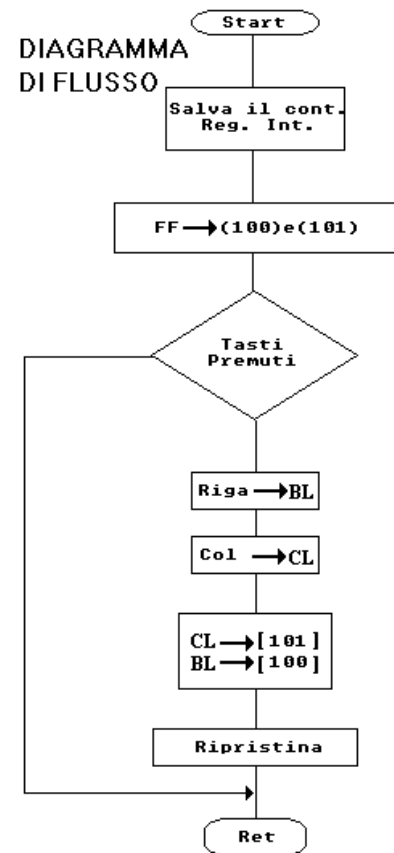 Start
DIAGRAMMA
DI FLUSSO
Salva il cont.
Reg. Int.
FF→(100)e(101)
Tasti
Premuti
Riga→BL
Col →CL
CL→[101]
BL→[100]
Ripristina
Ret